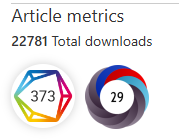 Article metrics
22781 Total downloads
373
29